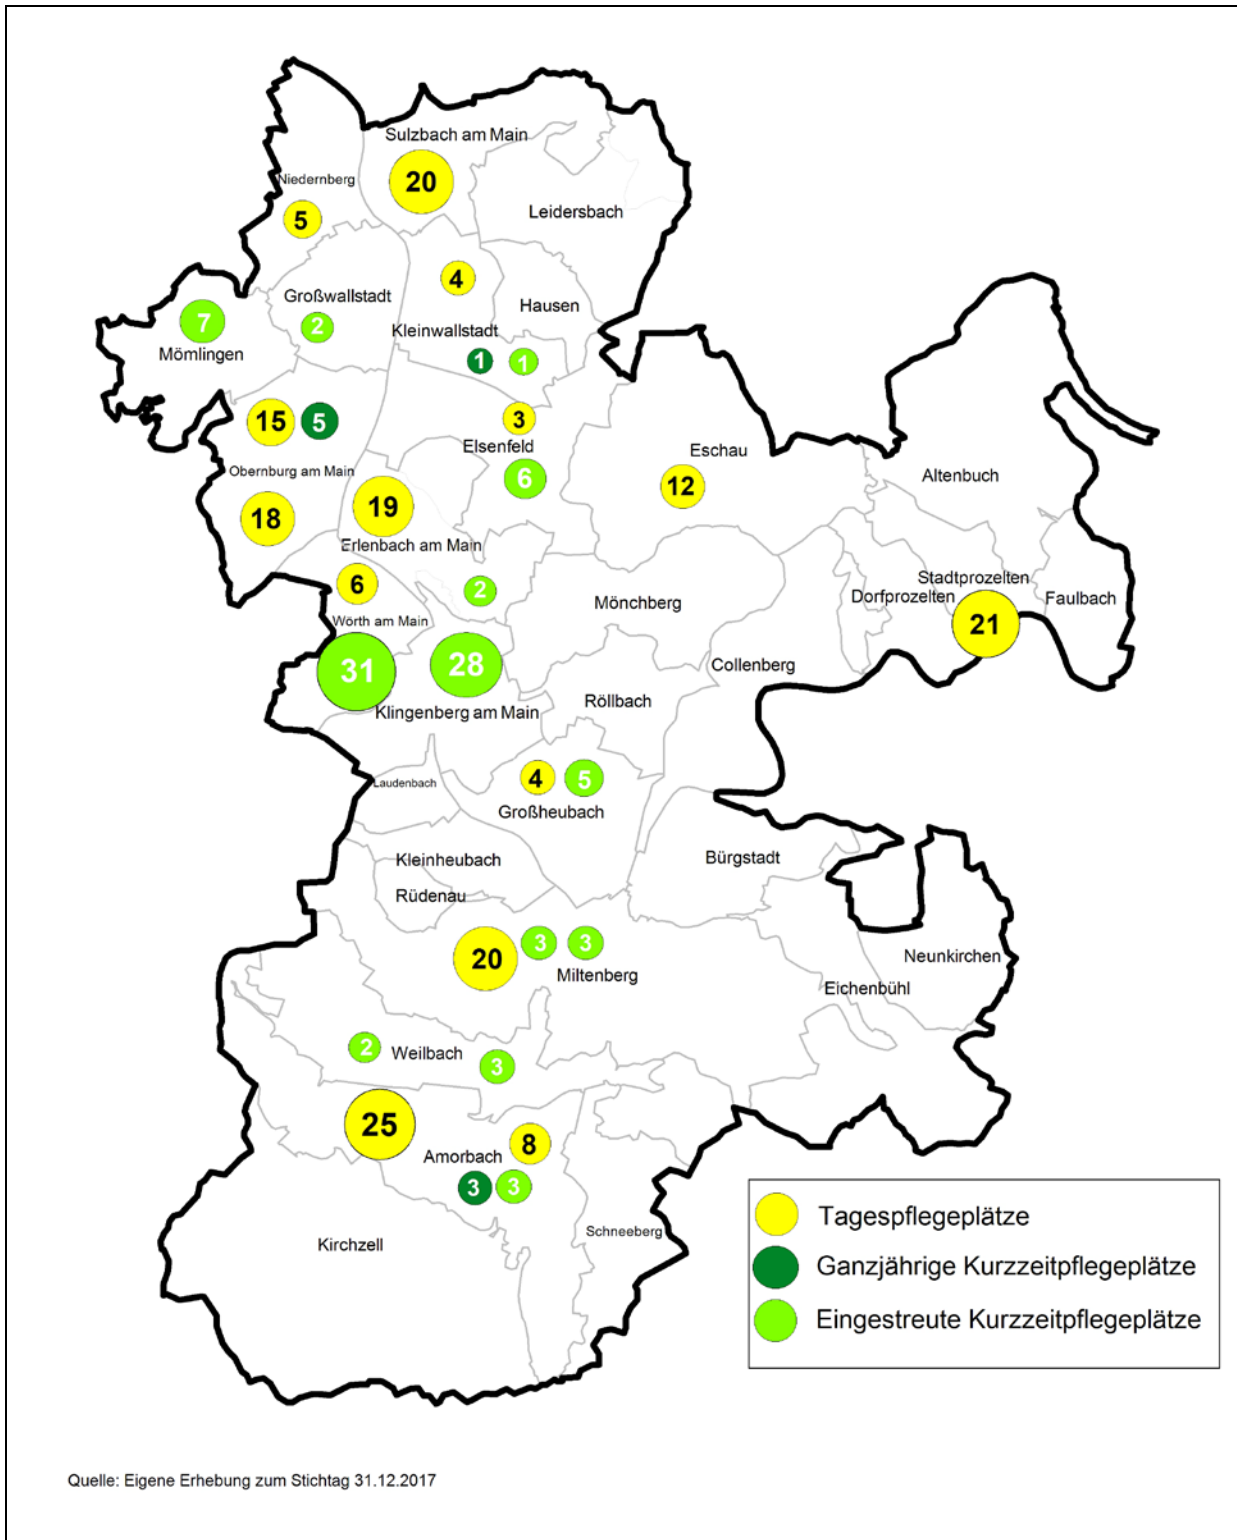 Sulzbach am Main
20
Niedernberg
5
Leidersbach
4
Großwallstadt
2
Hausen
7
Mömlingen
Kleinwallstadt
1
1
15
5
3
Elsenfeld
6
Obernburg am Main
18
Eschau
12
Altenbuch
19
Erlenbach am Main
6
2
Wörth am Main
Mönchberg
Stadtprozelten
Dorfprozelten
Faulbach
21
31
28
Klingenberg am Main
Collenberg
Röllbach
Laudenbach
4
5
Großheubach
Kleinheubach
Bürgstadt
Rüdenau
20
3
3
Miltenberg
Neunkirchen
Eichenbühl
2
Weilbach
3
25
8
Amorbach
3
3
Kirchzell
Schneeberg
Tagespflegeplätze
Ganzjährige Kurzzeitpflegeplätze
Eingestreute Kurzzeitpflegeplätze
Quelle: Eigene Erhebung zum Stichtag 31.12.2017